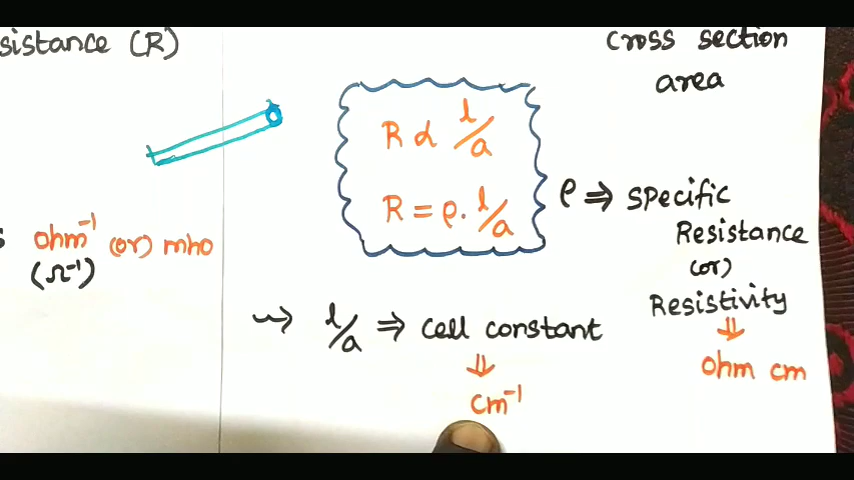 sistance (R)
cross section
area
R α l/a
R = ρ. l/a
ρ ⇒ specific
Resistance
(or)
Resistivity
⇓
ohm cm
ohm⁻¹ (or) mho
(Ω⁻¹)
l/a ⇒ cell constant
⇓
cm⁻¹